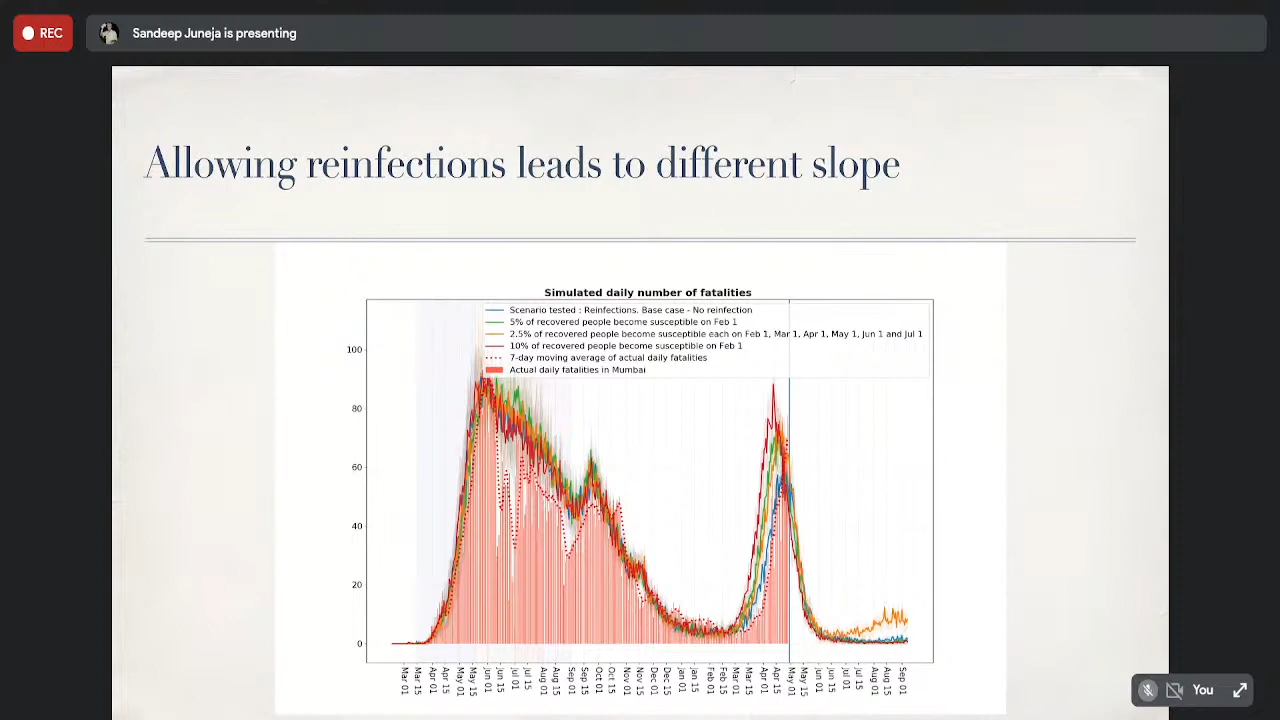 REC
Sandeep Juneja is presenting
Allowing reinfections leads to different slope
Simulated daily number of fatalities
Scenario tested : Reinfections. Base case - No reinfection
5% of recovered people become susceptible on Feb 1
2.5% of recovered people become susceptible each on Feb 1, Mar 1, Apr 1, May 1, Jun 1 and Jul 1
10% of recovered people become susceptible on Feb 1
7-day moving average of actual daily fatalities
Actual daily fatalities in Mumbai
100
80
60
40
20
0
Mar 01
Mar 15
Apr 01
Apr 15
May 01
May 15
Jun 01
Jun 15
Jul 01
Jul 15
Aug 01
Aug 15
Sep 01
Sep 15
Oct 01
Oct 15
Nov 01
Nov 15
Dec 01
Dec 15
Jan 01
Jan 15
Feb 01
Feb 15
Mar 01
Mar 15
Apr 01
Apr 15
May 01
May 15
Jun 01
Jun 15
Jul 01
Jul 15
Aug 01
Aug 15
Sep 01
You